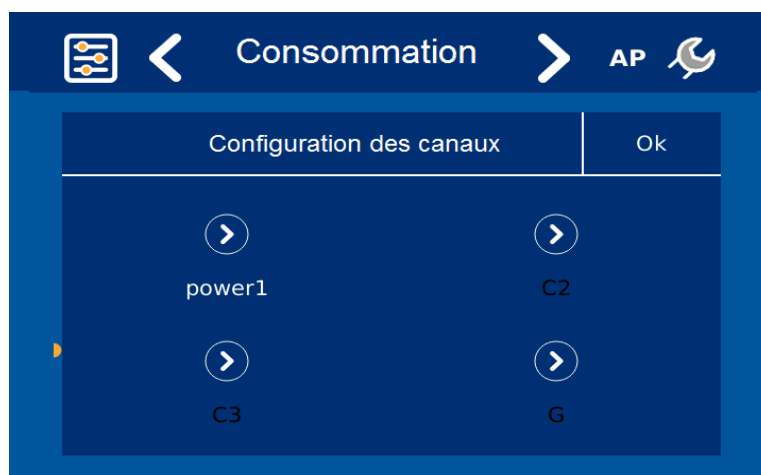 Consommation
AP
Configuration des canaux
Ok
power1
C2
C3
G